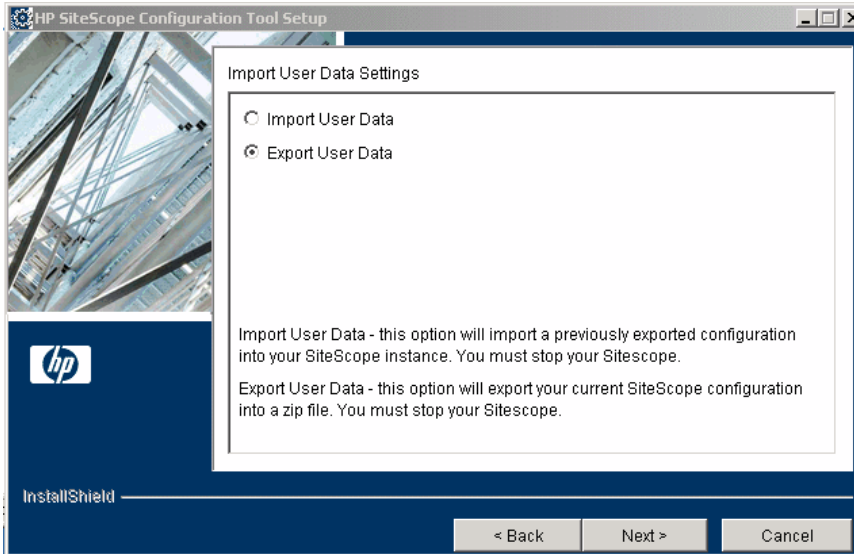 HP SiteScope Configuration Tool Setup
Import User Data Settings
Import User Data
Export User Data
Import User Data - this option will import a previously exported configuration
into your SiteScope instance. You must stop your Sitescope.
Export User Data - this option will export your current SiteScope configuration
into a zip file. You must stop your Sitescope.
hp
InstallShield
< Back
Next >
Cancel